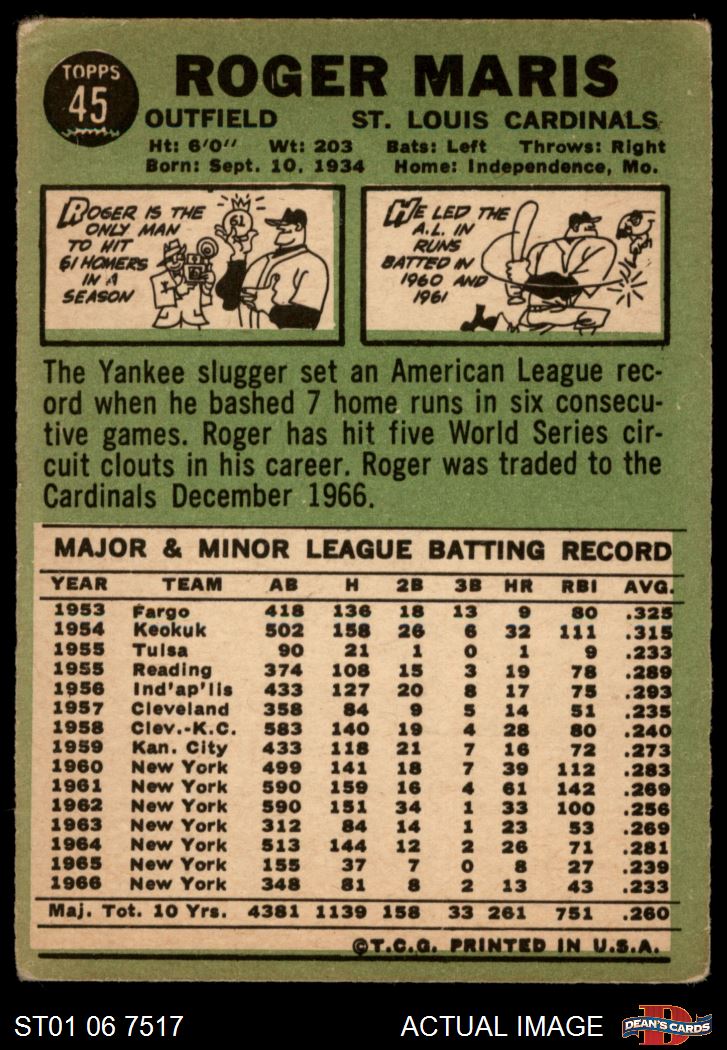 TOPPS
45
ROGER MARIS
OUTFIELD ST. LOUIS CARDINALS
Ht: 6'0" Wt: 203 Bats: Left Throws: Right
Born: Sept. 10, 1934 Home: Independence, Mo.
ROGER IS THE
ONLY MAN
TO HIT
61 HOMERS
IN A
SEASON
61
HE LED THE
A.L. IN
RUNS
BATTED IN
1960 AND
1961
The Yankee slugger set an American League rec-
ord when he bashed 7 home runs in six consecu-
tive games. Roger has hit five World Series cir-
cuit clouts in his career. Roger was traded to the
Cardinals December 1966.
MAJOR & MINOR LEAGUE BATTING RECORD
YEAR TEAM AB H 2B 3B HR RBI AVG.
1953 Fargo 418 136 18 13 9 80 .325
1954 Keokuk 502 158 26 6 32 111 .315
1955 Tulsa 90 21 1 0 1 9 .233
1955 Reading 374 108 15 3 19 78 .289
1956 Ind'ap'lis 433 127 20 8 17 75 .293
1957 Cleveland 358 84 9 5 14 51 .235
1958 Clev.-K.C. 583 140 19 4 28 80 .240
1959 Kan. City 433 118 21 7 16 72 .273
1960 New York 499 141 18 7 39 112 .283
1961 New York 590 159 16 4 61 142 .269
1962 New York 590 151 34 1 33 100 .256
1963 New York 312 84 14 1 23 53 .269
1964 New York 513 144 12 2 26 71 .281
1965 New York 155 37 7 0 8 27 .239
1966 New York 348 81 8 2 13 43 .233
Maj. Tot. 10 Yrs. 4381 1139 158 33 261 751 .260
©T.C.G. PRINTED IN U.S.A.
ST01 06 7517 ACTUAL IMAGE
D
DEAN'S CARDS